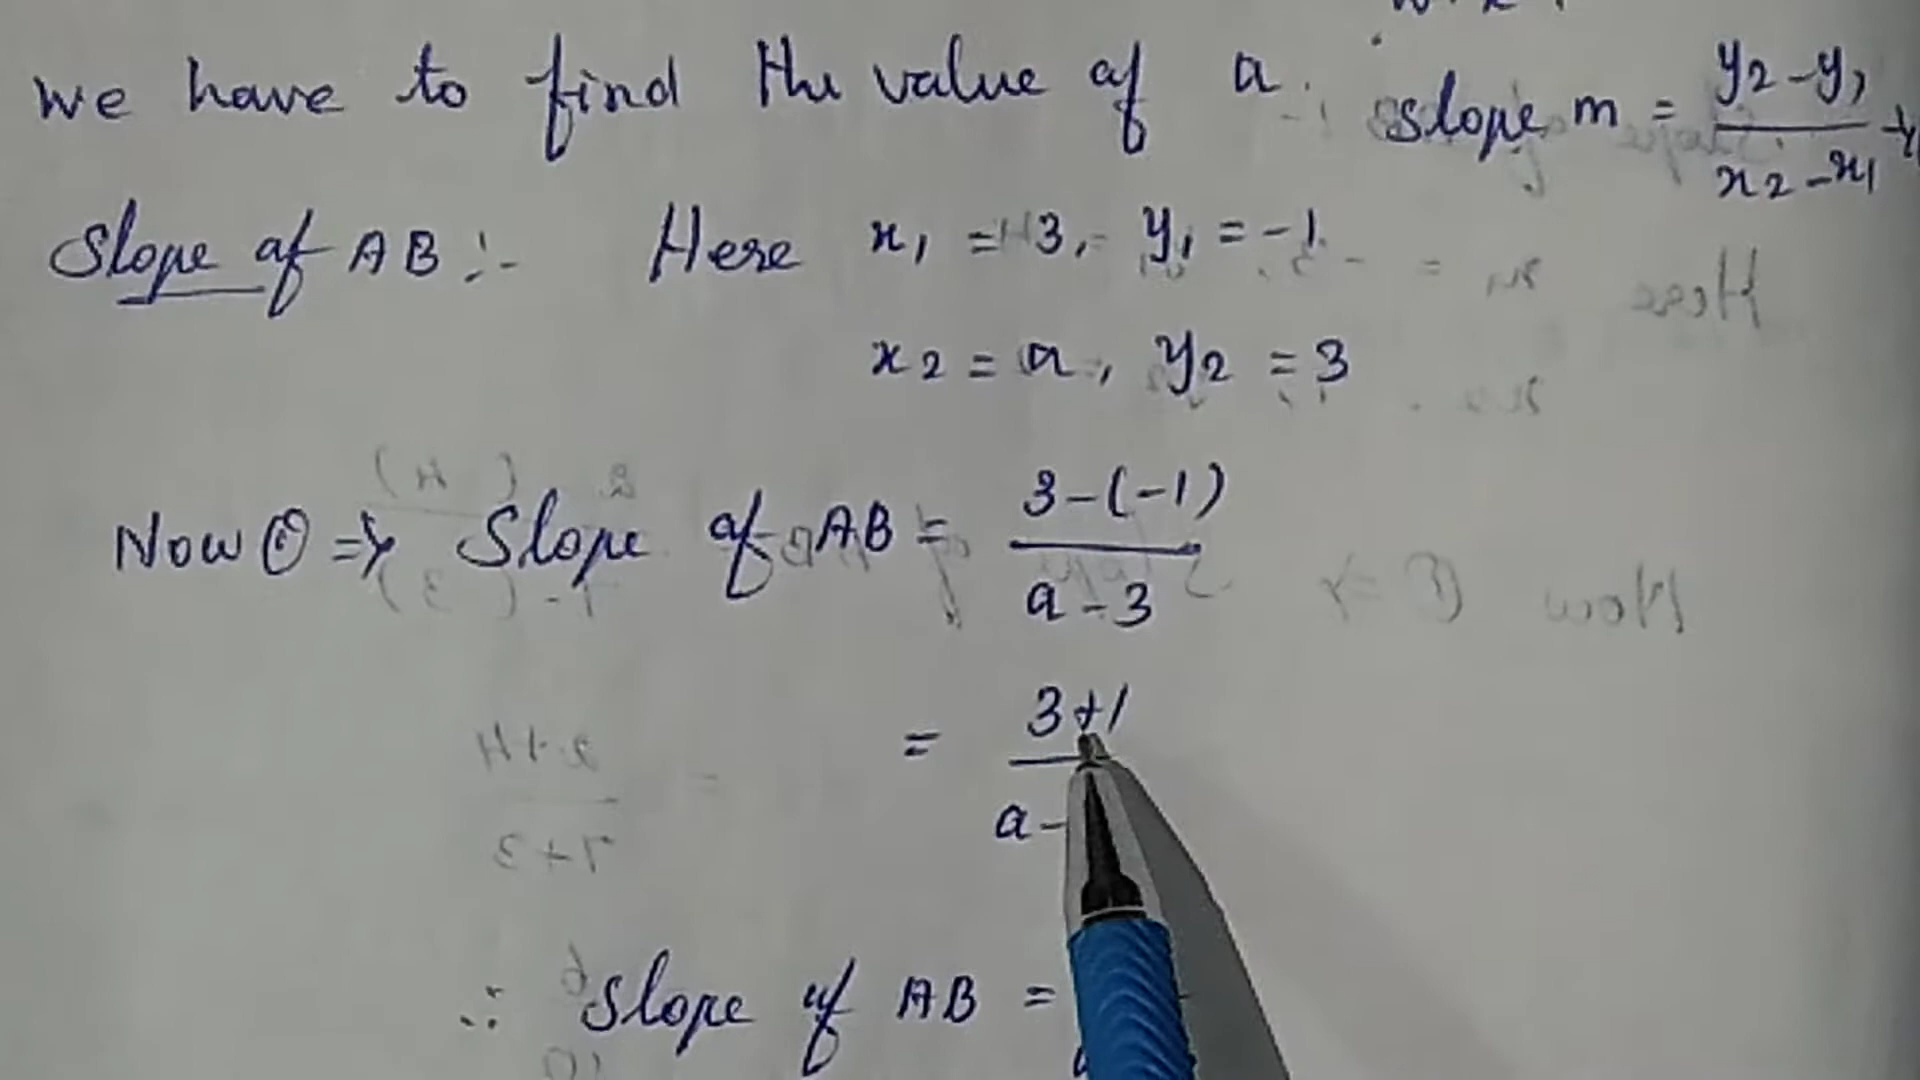 we have to find the value of a. slope m = y2-y1/x2-x1
Slope of AB :- Here x1 = 3, y1 = -1
x2 = a, y2 = 3
Now ① => Slope of AB = 3-(-1)/a-3
= 3+1/a-
∴ Slope of AB =